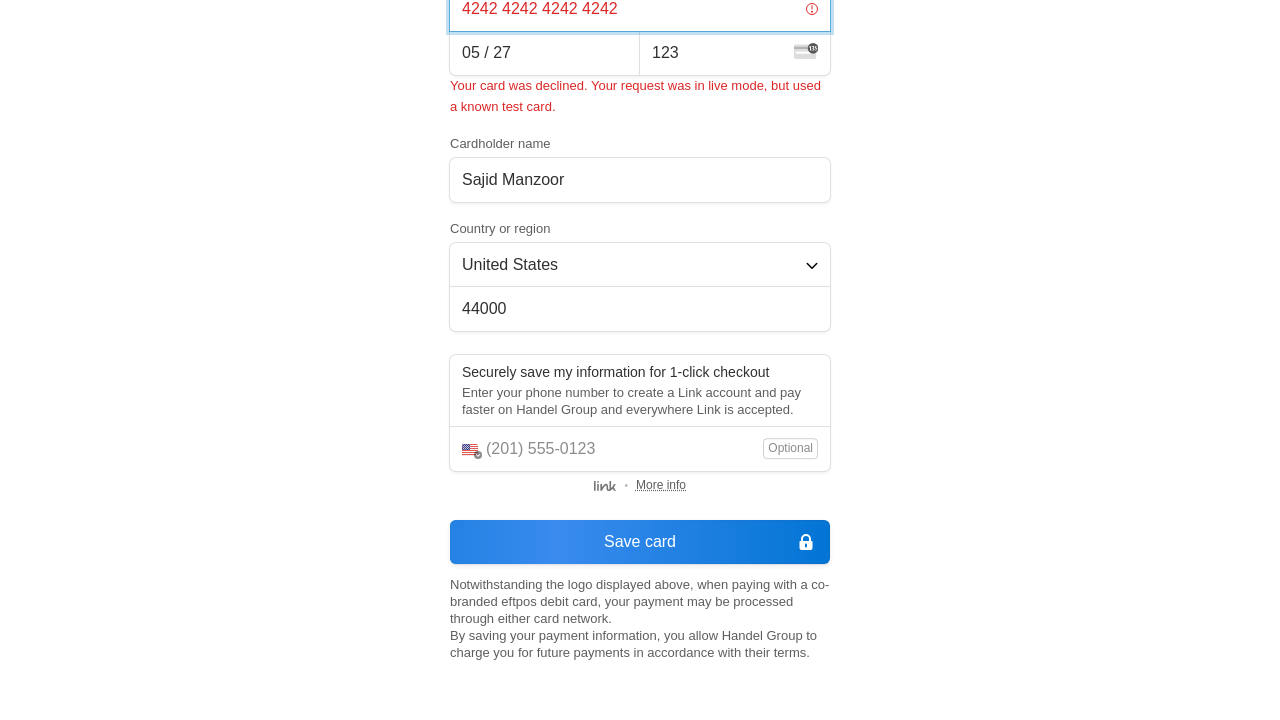 4242 4242 4242 4242
05 / 27
123
Your card was declined. Your request was in live mode, but used
a known test card.
Cardholder name
Sajid Manzoor
Country or region
United States
44000
Securely save my information for 1-click checkout
Enter your phone number to create a Link account and pay
faster on Handel Group and everywhere Link is accepted.
(201) 555-0123
Optional
link • More info
Save card
Notwithstanding the logo displayed above, when paying with a co-
branded eftpos debit card, your payment may be processed
through either card network.
By saving your payment information, you allow Handel Group to
charge you for future payments in accordance with their terms.